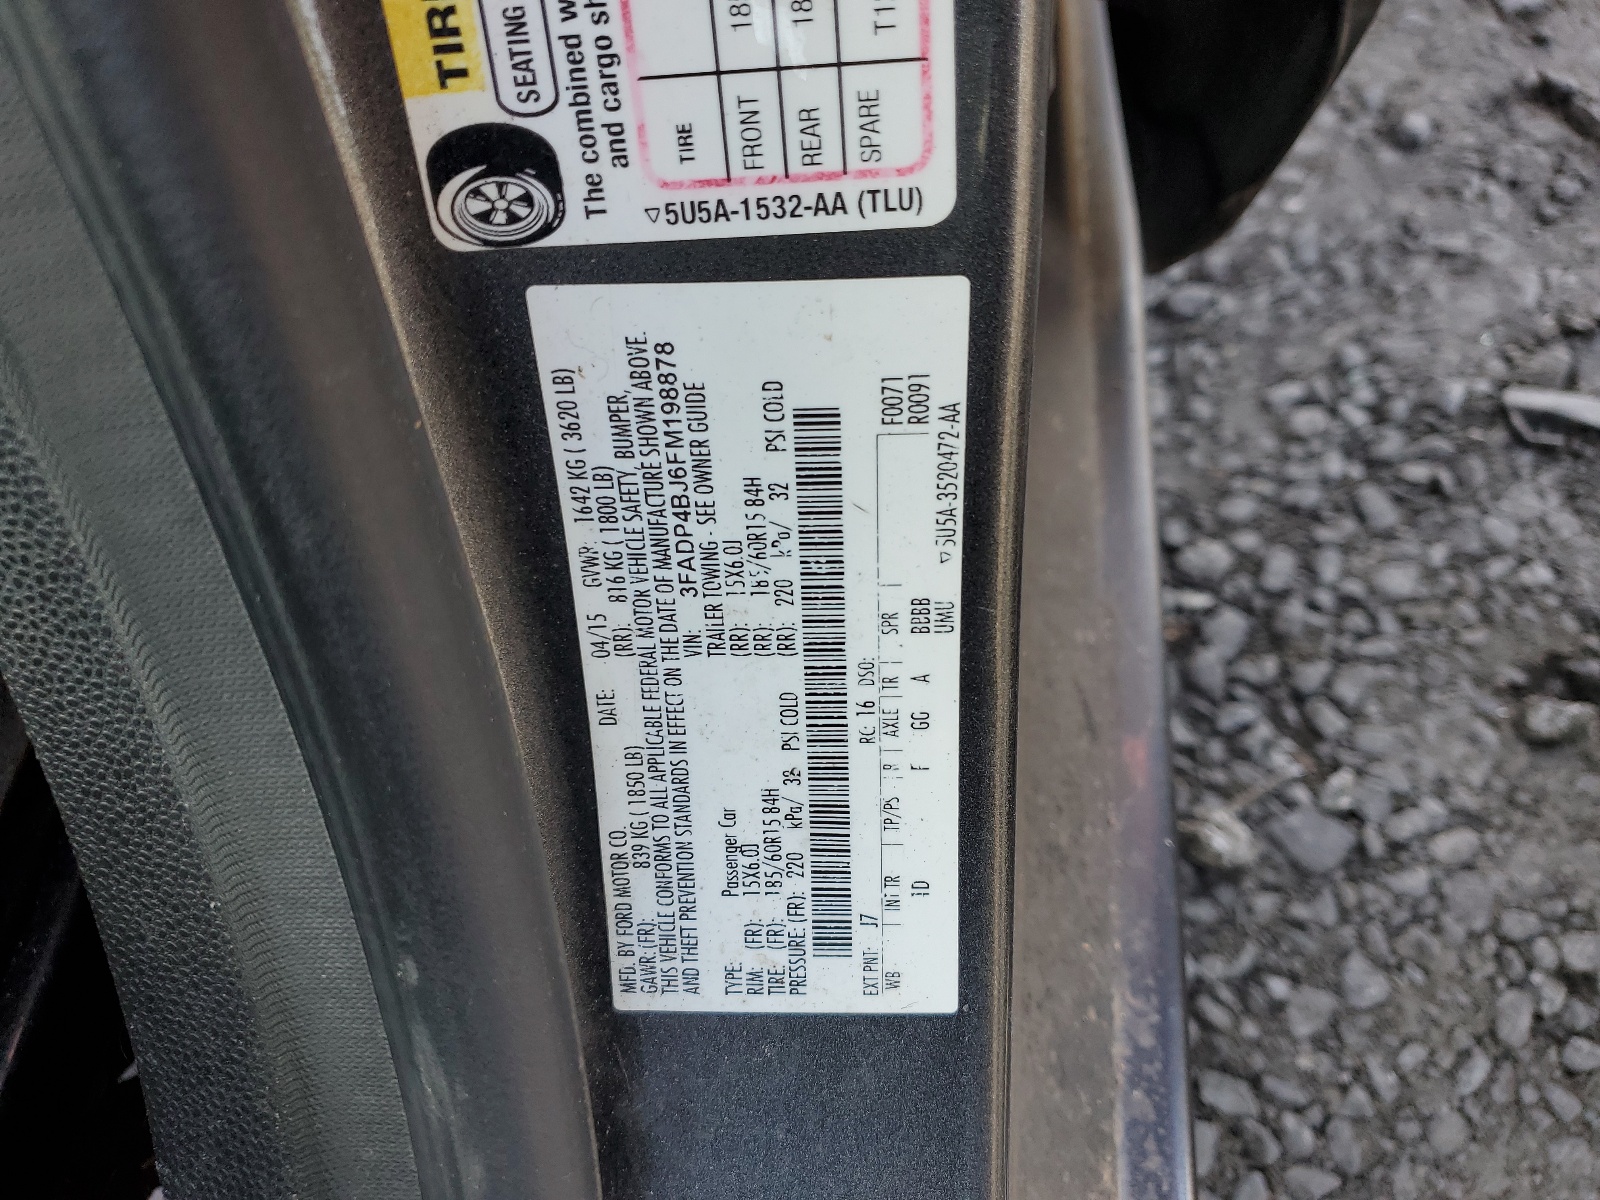 TIR
SEATING
The combined w
and cargo sh
TIRE
FRONT 18
REAR 18
SPARE T1
▽5U5A-1532-AA (TLU)
MFD. BY FORD MOTOR CO. DATE: 04/15 GVWR: 1642 KG ( 3620 LB)
GAWR: (FR): 839 KG ( 1850 LB) (RR): 816 KG ( 1800 LB)
THIS VEHICLE CONFORMS TO ALL APPLICABLE FEDERAL MOTOR VEHICLE SAFETY, BUMPER,
AND THEFT PREVENTION STANDARDS IN EFFECT ON THE DATE OF MANUFACTURE SHOWN ABOVE.
VIN: 3FADP4BJ6FM198878
TYPE: Passenger Car TRAILER TOWING - SEE OWNER GUIDE
RIM: (FR): 15X6.0J (RR): 15X6.0J
TIRE: (FR): 185/60R15 84H (RR): 185/60R15 84H
PRESSURE: (FR): 220 kPa/ 32 PSI COLD (RR): 220 kPa/ 32 PSI COLD
EXT PNT: J7 RC: 16 DSO: F0071
WB INT TR TP/PS R AXLE TR SPR R0091
1D F GG A BBBB
UMU
▽5U5A-3520472-AA